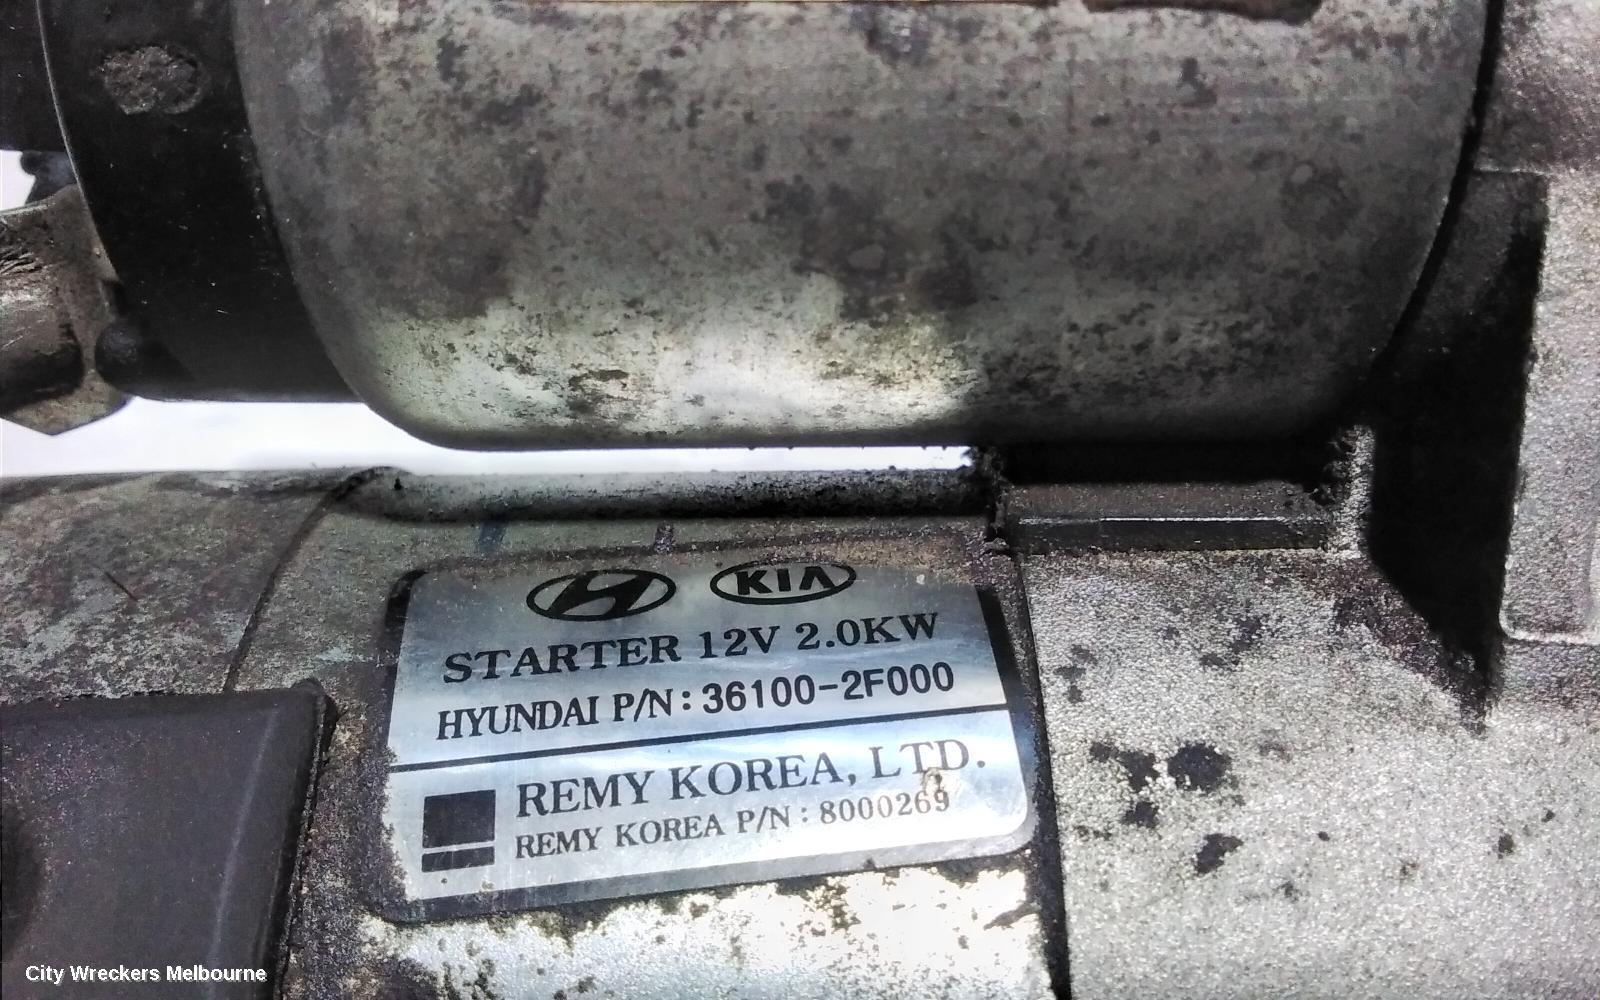 KIA
STARTER 12V 2.0KW
HYUNDAI P/N : 36100-2F000
REMY KOREA, LTD.
REMY KOREA P/N : 8000269
City Wreckers Melbourne